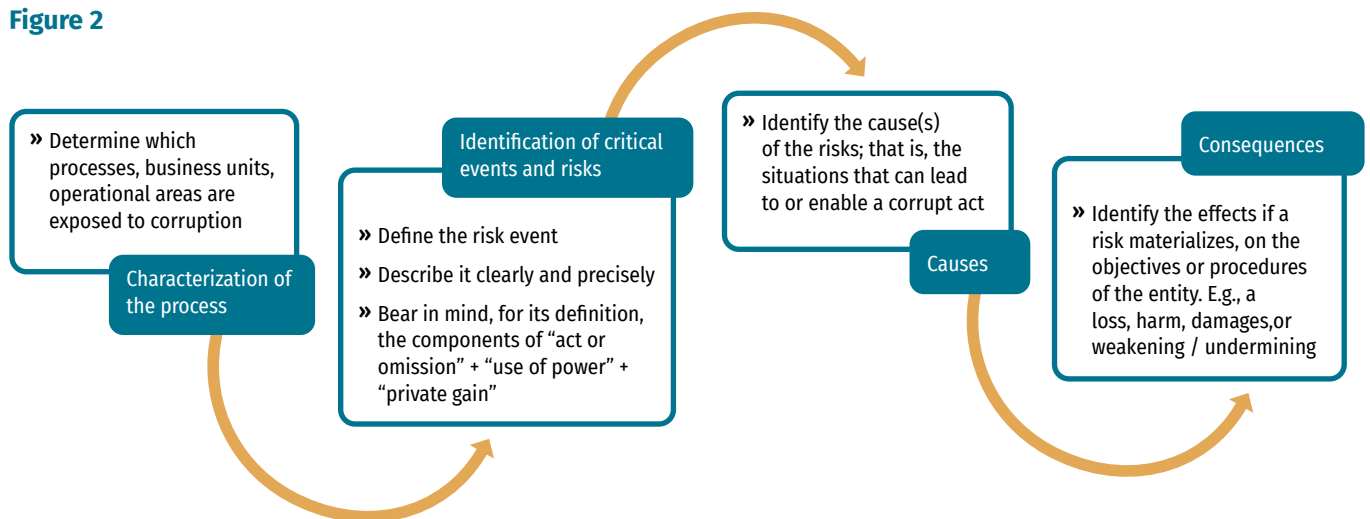 Figure 2
» Determine which
processes, business units,
operational areas are
exposed to corruption
Characterization of
the process
Identification of critical
events and risks
» Define the risk event
» Describe it clearly and precisely
» Bear in mind, for its definition,
the components of “act or
omission” + “use of power” +
“private gain”
» Identify the cause(s)
of the risks; that is, the
situations that can lead
to or enable a corrupt act
Causes
Consequences
» Identify the effects if a
risk materializes, on the
objectives or procedures
of the entity. E.g., a
loss, harm, damages,or
weakening / undermining